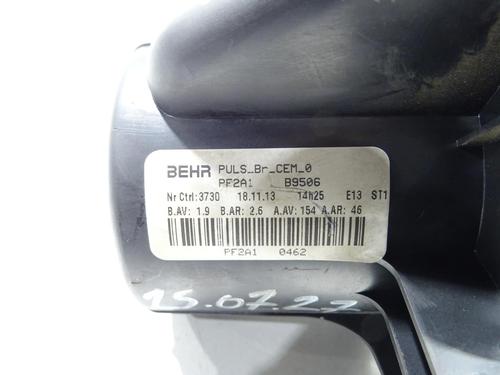 BEHR PULS_Br_CEM_0
PF2A1 B9506
Nr Ctrl:3730 18.11.13 14h25 E13 ST1
B.AV: 1.9 B.AR: 2.6 A.AV: 154 A.AR: 46
PF2A1 0462
15.07.22